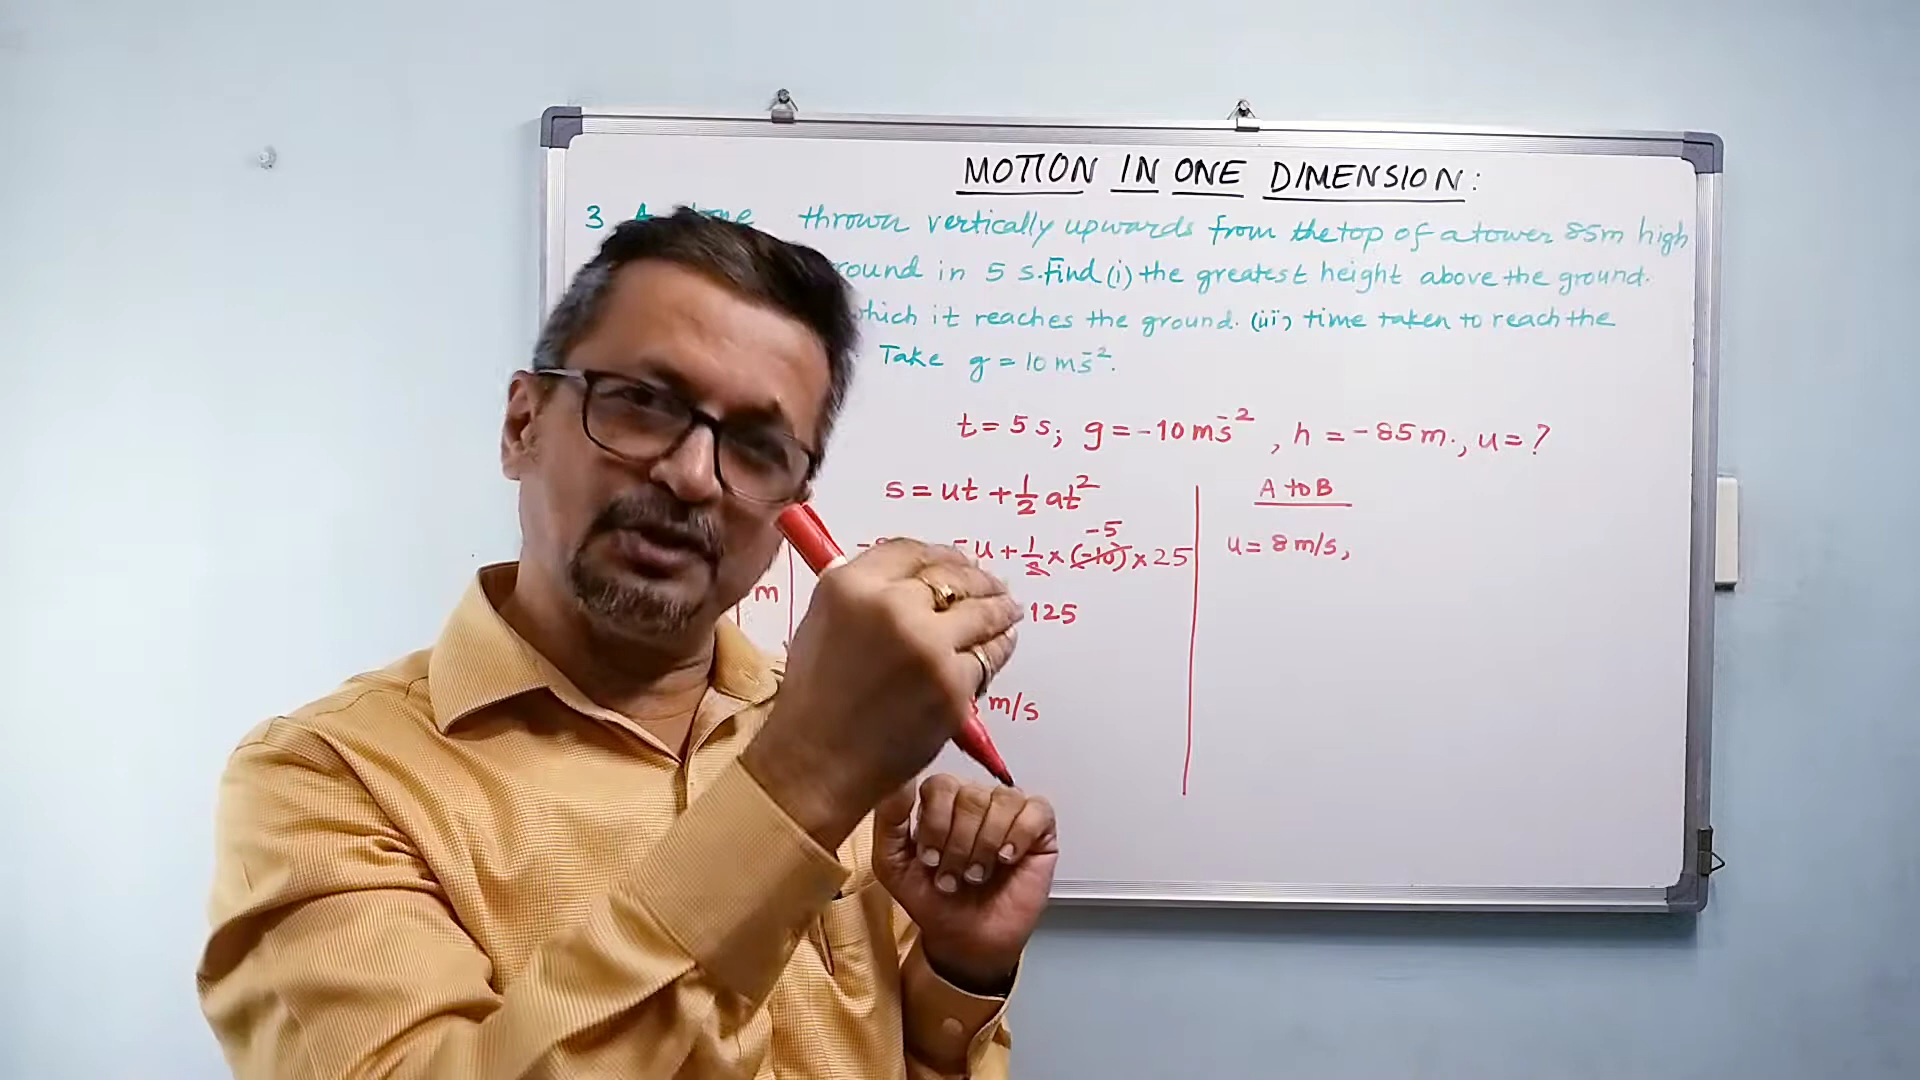 MOTION IN ONE DIMENSION:
3 A thrown vertically upwards from the top of a tower 85m high
round in 5 s. Find (i) the greatest height above the ground.
which it reaches the ground. (iii) time taken to reach the
Take g = 10 ms⁻².
t = 5 s; g = -10 ms⁻², h = -85 m., u = ?
s = ut + 1/2 at²
u + 1/2 × (-10) × 25
-5
125
m/s
m
A to B
u = 8 m/s,